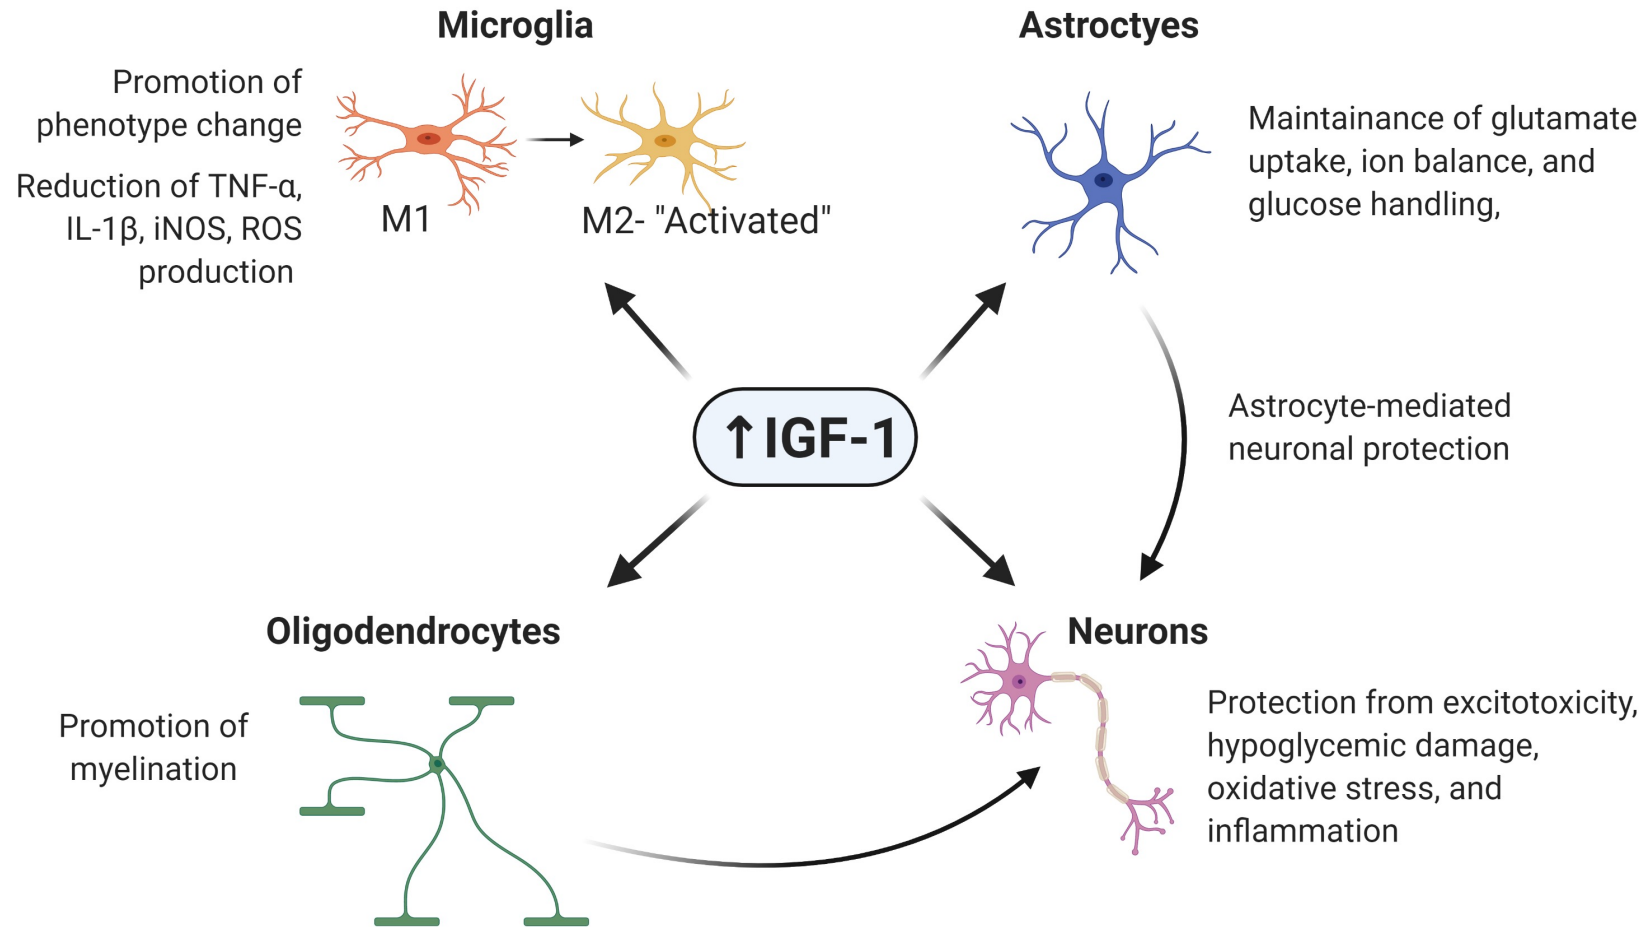 Microglia
Promotion of
phenotype change
Reduction of TNF-α,
IL-1β, iNOS, ROS
production
M1
M2- "Activated"
Astroctyes
Maintainance of glutamate
uptake, ion balance, and
glucose handling,
↑IGF-1
Astrocyte-mediated
neuronal protection
Oligodendrocytes
Promotion of
myelination
Neurons
Protection from excitotoxicity,
hypoglycemic damage,
oxidative stress, and
inflammation